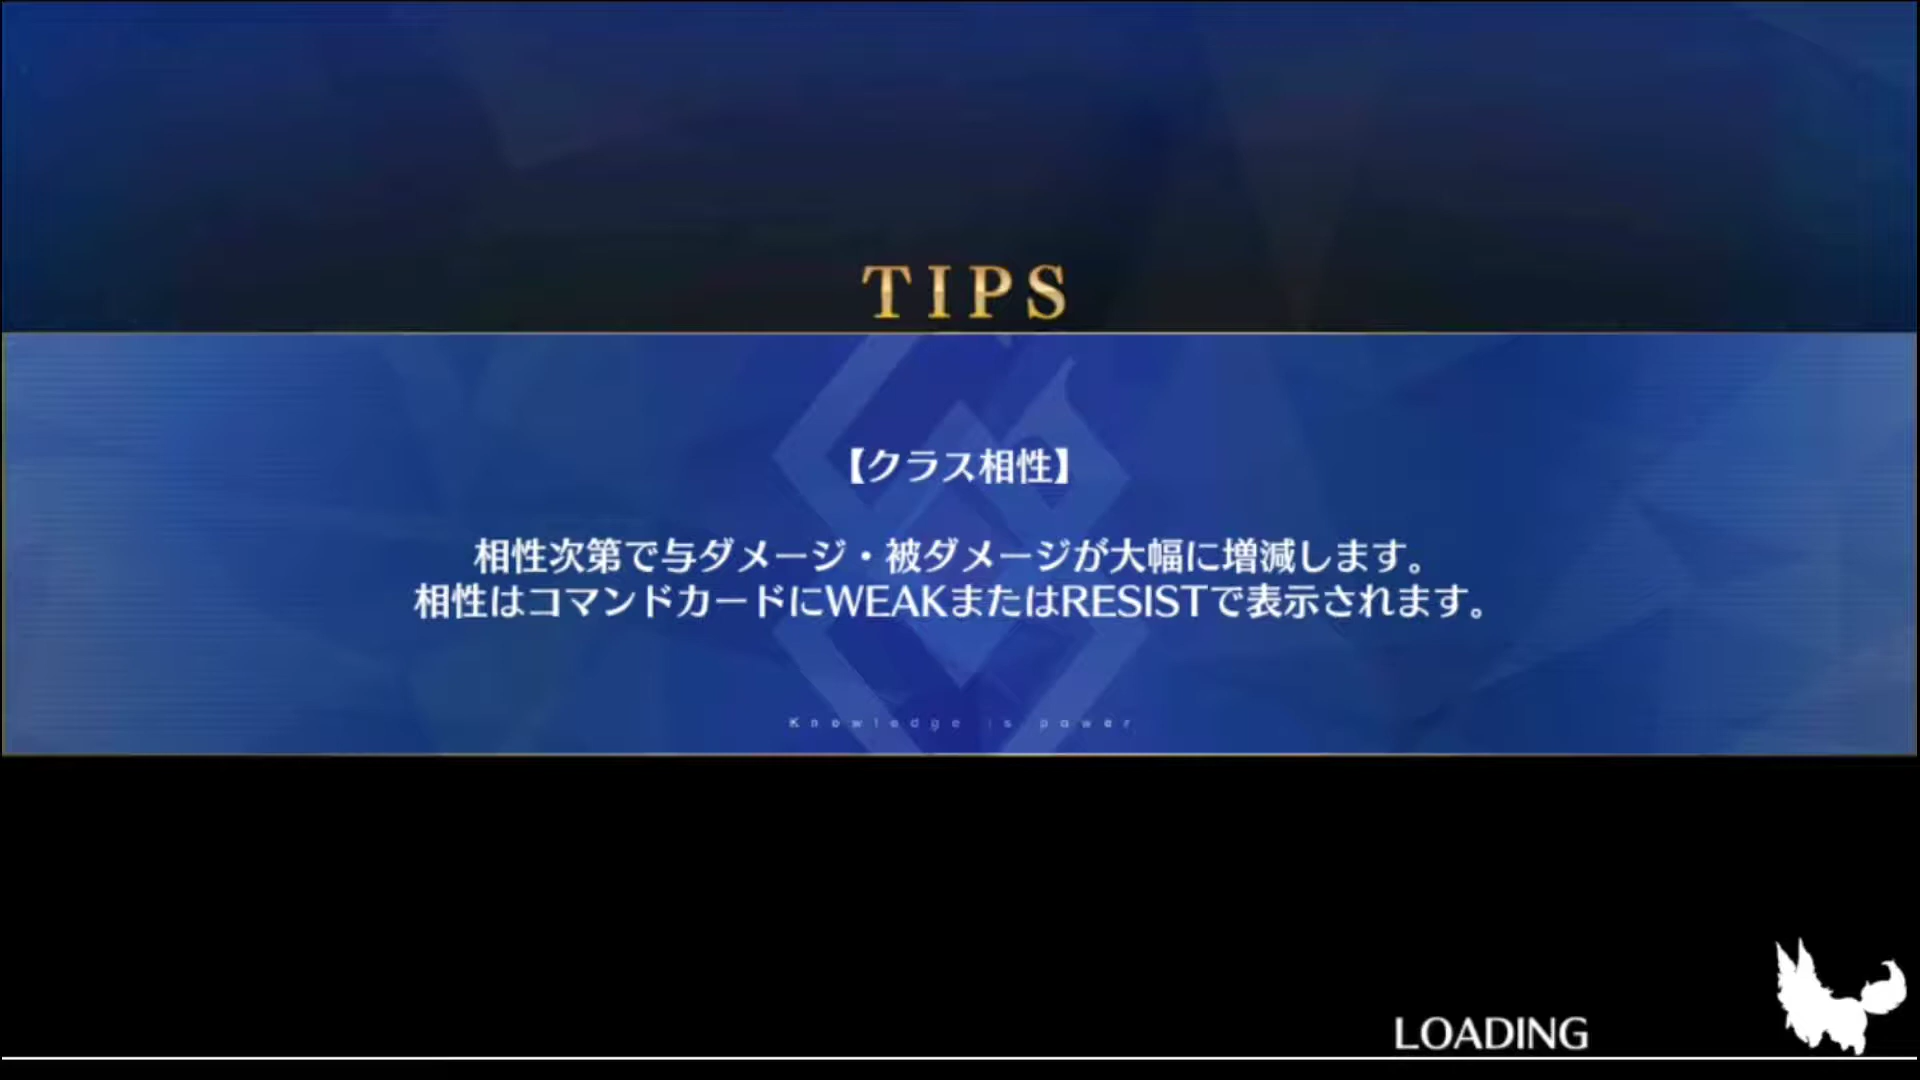 TIPS
【クラス相性】
相性次第で与ダメージ・被ダメージが大幅に増減します。
相性はコマンドカードにWEAKまたはRESISTで表示されます。
Knowledge is power
LOADING